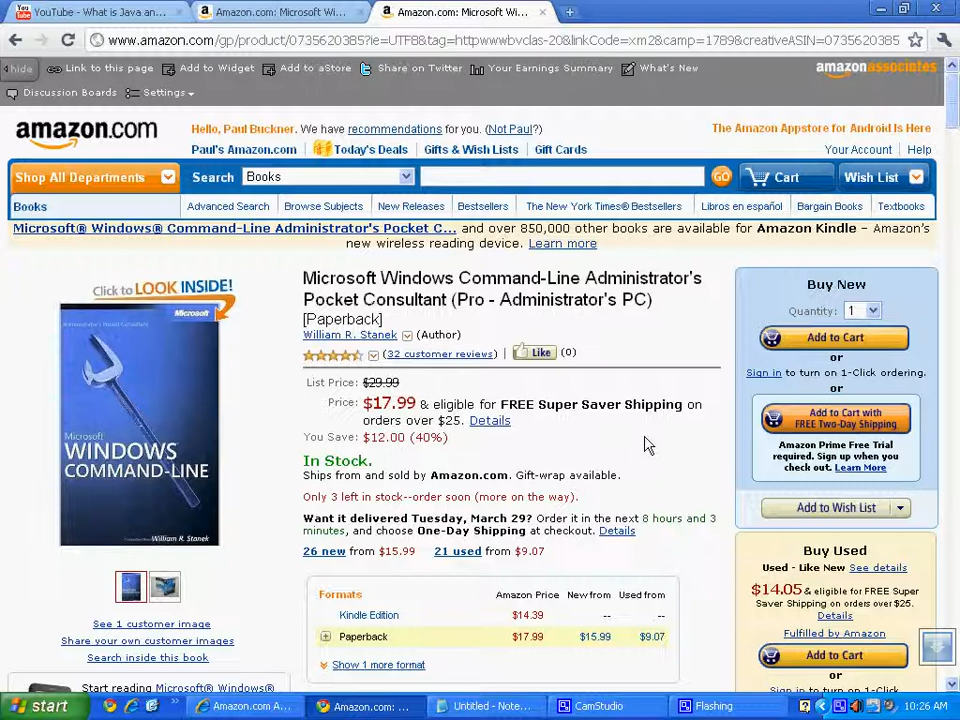 YouTube - What is Java an
Amazon.com: Microsoft Wi...
Amazon.com: Microsoft Wi...
www.amazon.com/gp/product/0735620385?ie=UTF8&tag=httpwwwbvclas-20&linkCode=xm2&camp=1789&creativeASIN=0735620385
hide Link to this page Add to Widget Add to aStore Share on Twitter Your Earnings Summary What's New amazonassociates
Discussion Boards Settings
amazon.com
Hello, Paul Buckner. We have recommendations for you. (Not Paul?)
The Amazon Appstore for Android Is Here
Paul's Amazon.com Today's Deals Gifts & Wish Lists Gift Cards
Your Account Help
Shop All Departments Search Books GO Cart Wish List
Books Advanced Search Browse Subjects New Releases Bestsellers The New York Times® Bestsellers Libros en español Bargain Books Textbooks
Microsoft® Windows® Command-Line Administrator's Pocket C... and over 850,000 other books are available for Amazon Kindle – Amazon's
new wireless reading device. Learn more
Click to LOOK INSIDE!
Microsoft
Administrator's Pocket Consultant
Microsoft
WINDOWS
COMMAND-LINE
William R. Stanek
See 1 customer image
Share your own customer images
Search inside this book
Start reading Microsoft® Windows®
Microsoft Windows Command-Line Administrator's
Pocket Consultant (Pro - Administrator's PC)
[Paperback]
William R. Stanek (Author)
(32 customer reviews) | Like (0)
List Price: $29.99
Price: $17.99 & eligible for FREE Super Saver Shipping on
orders over $25. Details
You Save: $12.00 (40%)
In Stock.
Ships from and sold by Amazon.com. Gift-wrap available.
Only 3 left in stock--order soon (more on the way).
Want it delivered Tuesday, March 29? Order it in the next 8 hours and 3
minutes, and choose One-Day Shipping at checkout. Details
26 new from $15.99 21 used from $9.07
Formats Amazon Price New from Used from
Kindle Edition $14.39 -- --
Paperback $17.99 $15.99 $9.07
Show 1 more format
Buy New
Quantity: 1
Add to Cart
or
Sign in to turn on 1-Click ordering.
or
Add to Cart with
FREE Two-Day Shipping
Amazon Prime Free Trial
required. Sign up when you
check out. Learn More
Add to Wish List
Buy Used
Used - Like New See details
$14.05 & eligible for FREE Super
Saver Shipping on orders over $25.
Details
Fulfilled by Amazon
Add to Cart
or
Sign in to turn on 1-Click
start Amazon.com A... Amazon.com: ... Untitled - Note... CamStudio Flashing 10:26 AM